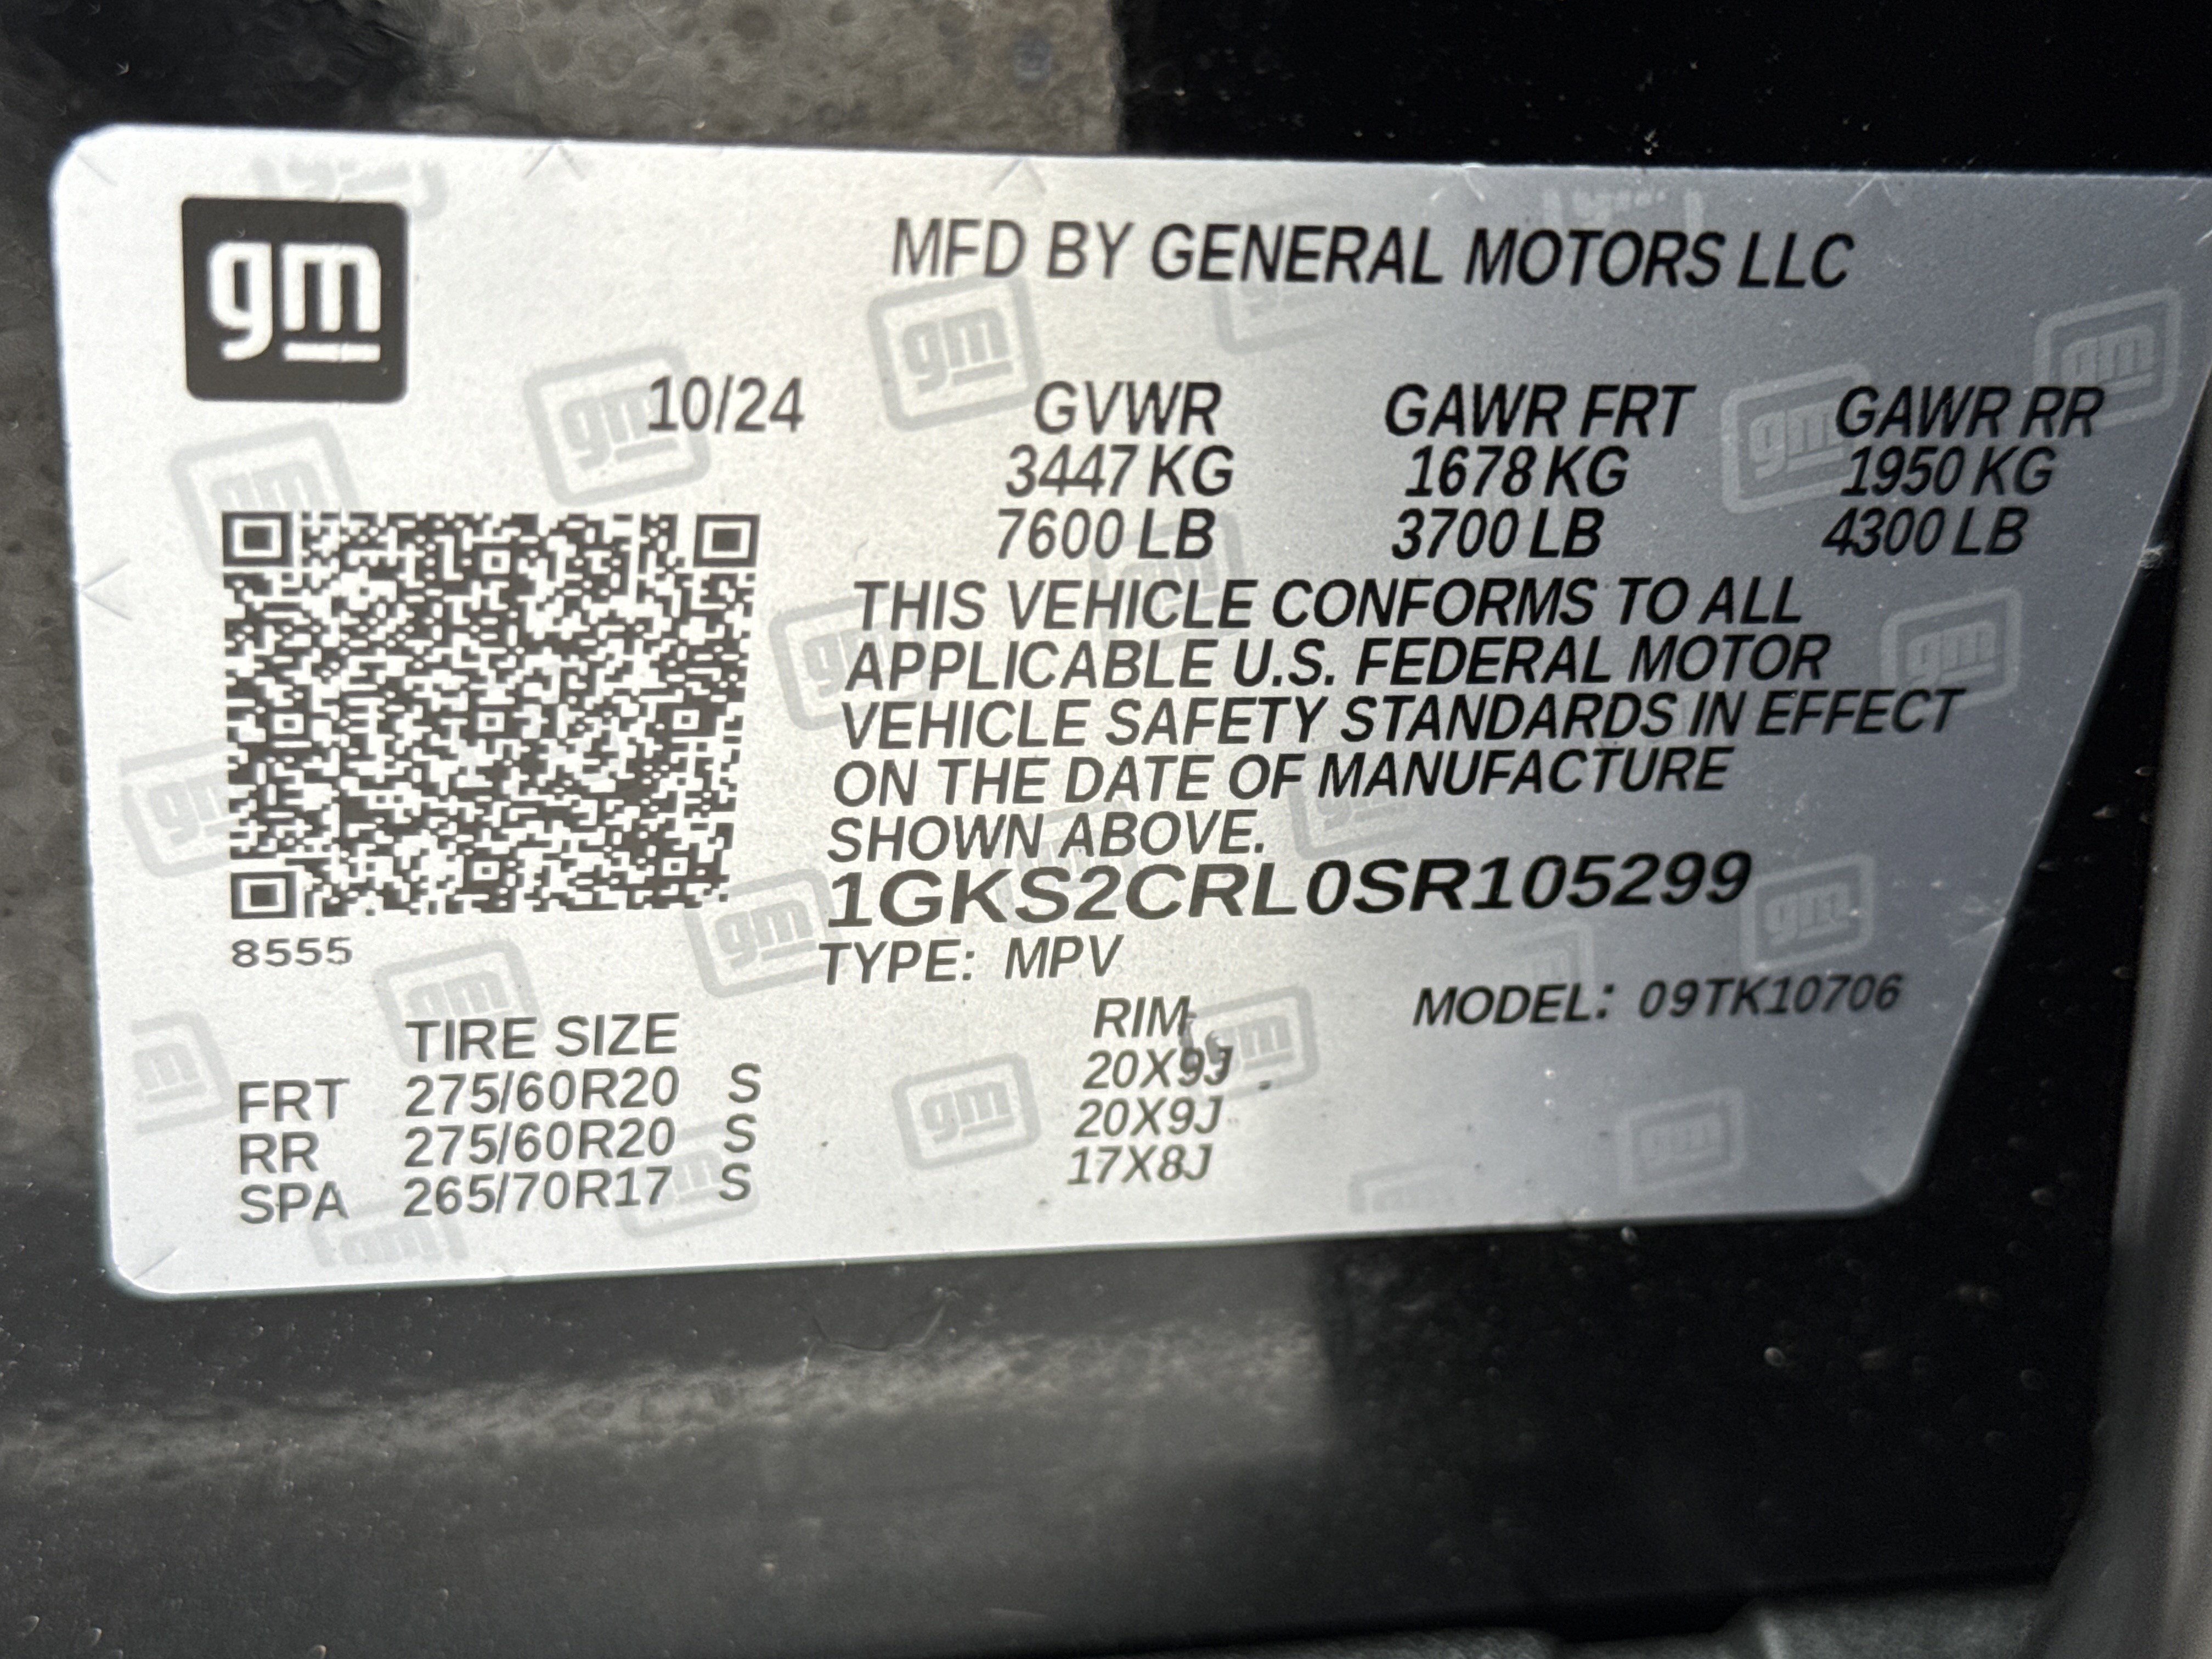 gm
MFD BY GENERAL MOTORS LLC
10/24
GVWR GAWR FRT GAWR RR
3447 KG 1678 KG 1950 KG
7600 LB 3700 LB 4300 LB
THIS VEHICLE CONFORMS TO ALL
APPLICABLE U.S. FEDERAL MOTOR
VEHICLE SAFETY STANDARDS IN EFFECT
ON THE DATE OF MANUFACTURE
SHOWN ABOVE.
1GKS2CRL0SR105299
8555
TYPE: MPV
MODEL: 09TK10706
TIRE SIZE RIM
FRT 275/60R20 S 20X9J
RR 275/60R20 S 20X9J
SPA 265/70R17 S 17X8J